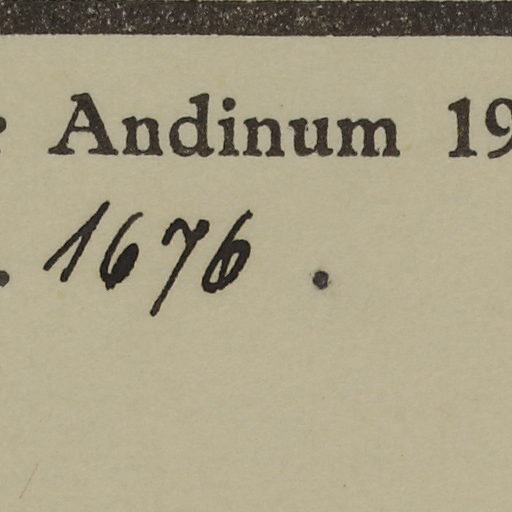 Andinum 19
. 1676 .